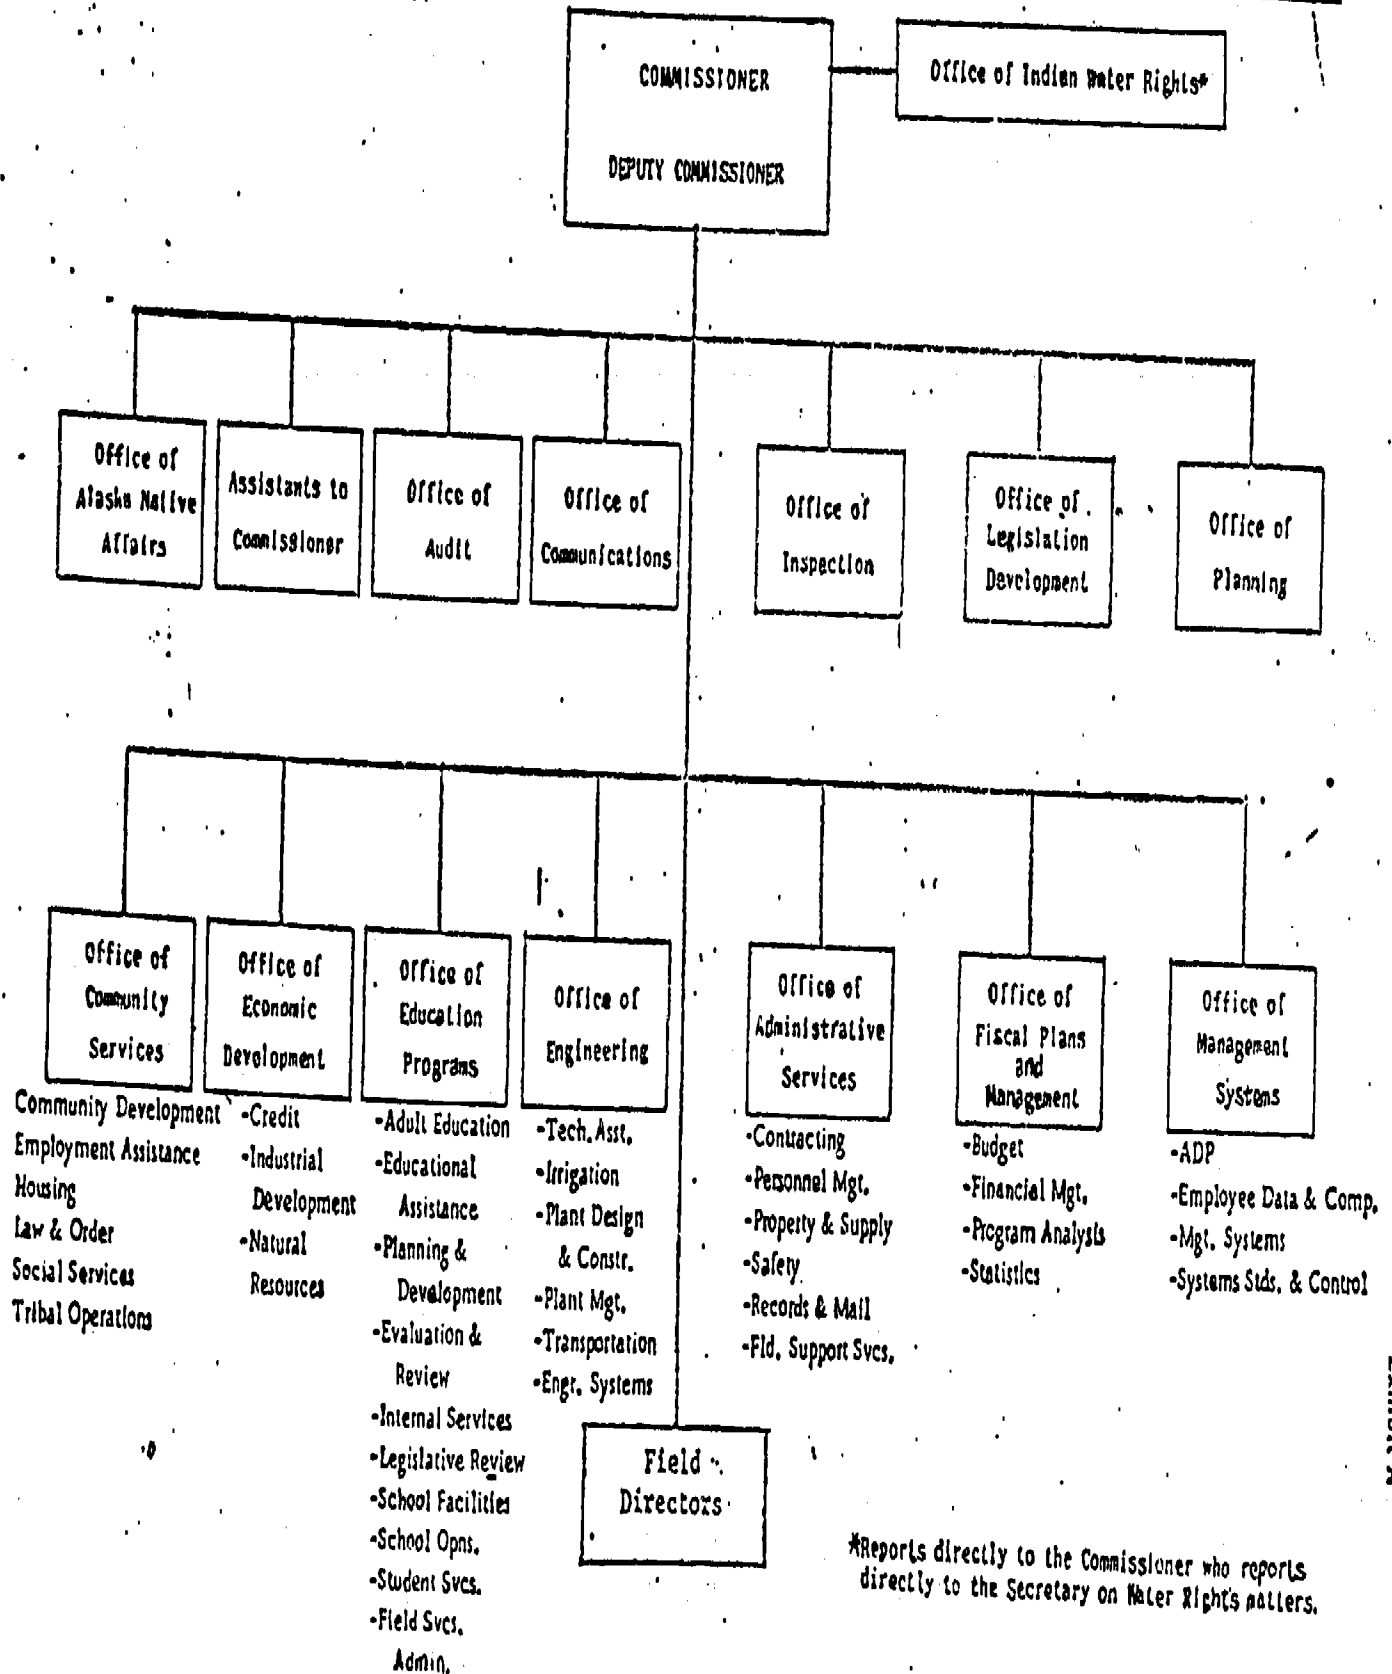 COMMISSIONER
DEPUTY COMMISSIONER
Office of Indian Water Rights*
Office of
Alaska Native
Affairs
Assistants to
Commissioner
Office of
Audit
Office of
Communications
Office of
Inspection
Office of
Legislation
Development
Office of
Planning
Office of
Community
Services
Community Development
Employment Assistance
Housing
Law & Order
Social Services
Tribal Operations
Office of
Economic
Development
-Credit
-Industrial
Development
-Natural
Resources
Office of
Education
Programs
-Adult Education
-Educational
Assistance
-Planning &
Development
-Evaluation &
Review
-Internal Services
-Legislative Review
-School Facilities
-School Opns.
-Student Svcs.
-Field Svcs.
Admin.
Office of
Engineering
-Tech. Asst.
-Irrigation
-Plant Design
& Constr.
-Plant Mgt.
-Transportation
-Engr. Systems
Office of
Administrative
Services
-Contracting
-Personnel Mgt.
-Property & Supply
-Safety
-Records & Mail
-Fld. Support Svcs.
Office of
Fiscal Plans
and
Management
-Budget
-Financial Mgt.
-Program Analysis
-Statistics
Office of
Management
Systems
-ADP
-Employee Data & Comp.
-Mgt. Systems
-Systems Stds. & Control
Field
Directors
*Reports directly to the Commissioner who reports
directly to the Secretary on Water Right's matters.